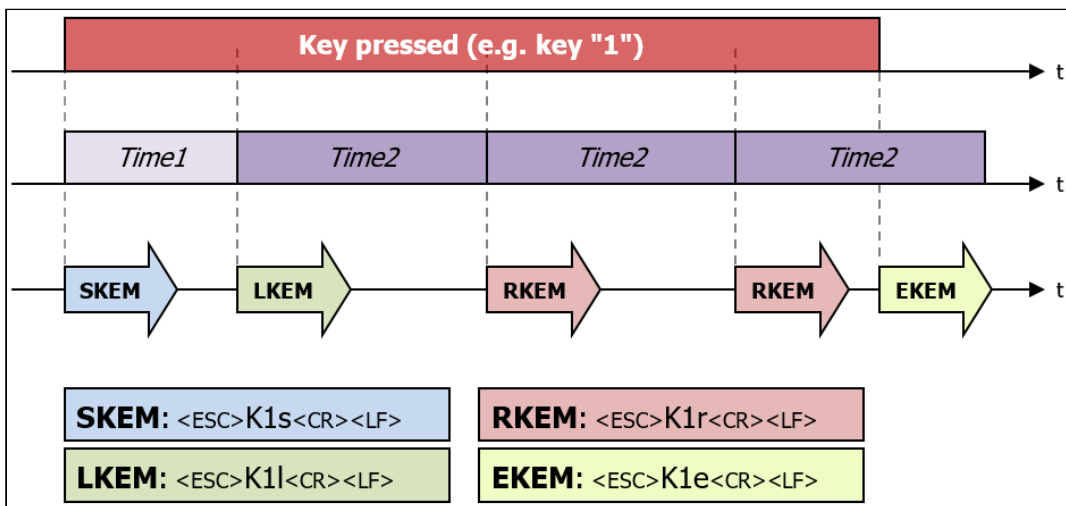 Key pressed (e.g. key "1")
t
Time1 Time2 Time2 Time2
t
SKEM LKEM RKEM RKEM EKEM
t
SKEM: <ESC>K1s<CR><LF> RKEM: <ESC>K1r<CR><LF>
LKEM: <ESC>K1l<CR><LF> EKEM: <ESC>K1e<CR><LF>